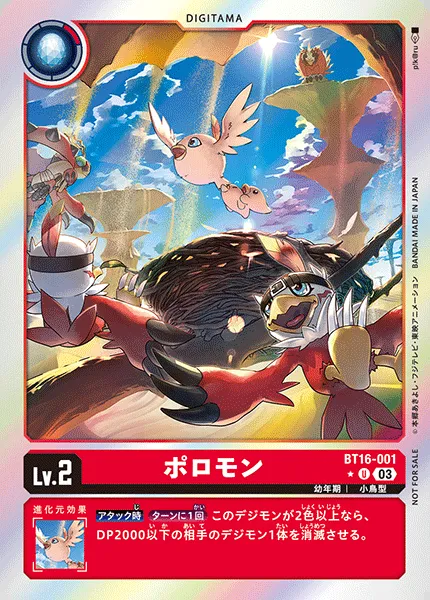 DIGITAMA
p!k@ru
©本郷あきよし・フジテレビ・東映アニメーション BANDAI MADE IN JAPAN
NOT FOR SALE
Lv.2
ポロモン
BT16-001
★ U 03
幼年期 | 小鳥型
進化元効果
アタック時 ターンに1回 このデジモンが2色以上なら、
DP2000以下の相手のデジモン1体を消滅させる。